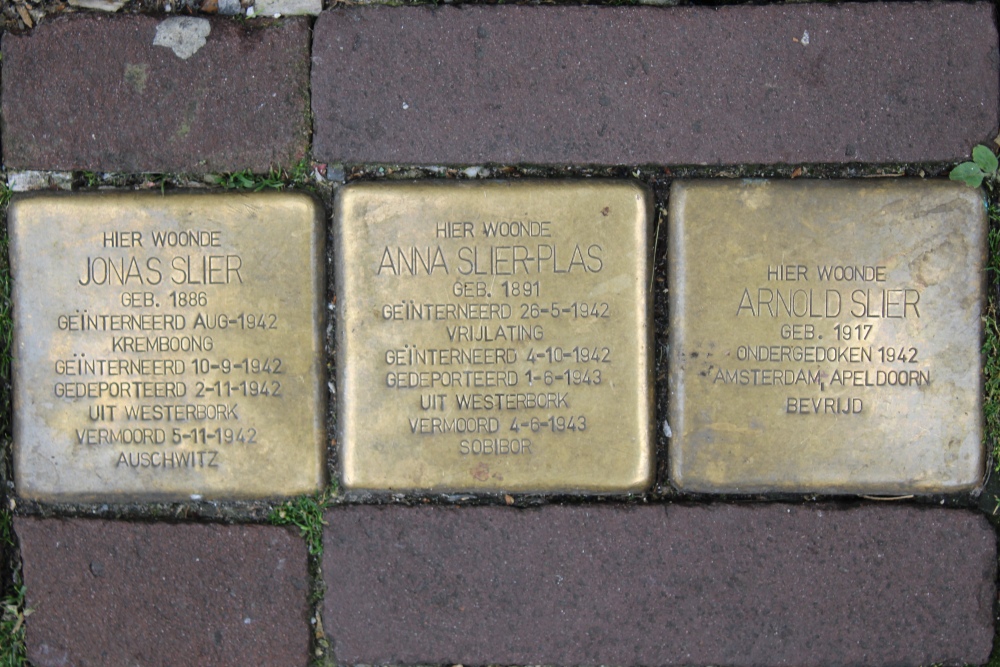 HIER WOONDE
JONAS SLIER
GEB. 1886
GEÏNTERNEERD AUG-1942
KREMBOONG
GEÏNTERNEERD 10-9-1942
GEDEPORTEERD 2-11-1942
UIT WESTERBORK
VERMOORD 5-11-1942
AUSCHWITZ
HIER WOONDE
ANNA SLIER-PLAS
GEB. 1891
GEÏNTERNEERD 26-5-1942
VRIJLATING
GEÏNTERNEERD 4-10-1942
GEDEPORTEERD 1-6-1943
UIT WESTERBORK
VERMOORD 4-6-1943
SOBIBOR
HIER WOONDE
ARNOLD SLIER
GEB. 1917
ONDERGEDOKEN 1942
AMSTERDAM, APELDOORN
BEVRIJD